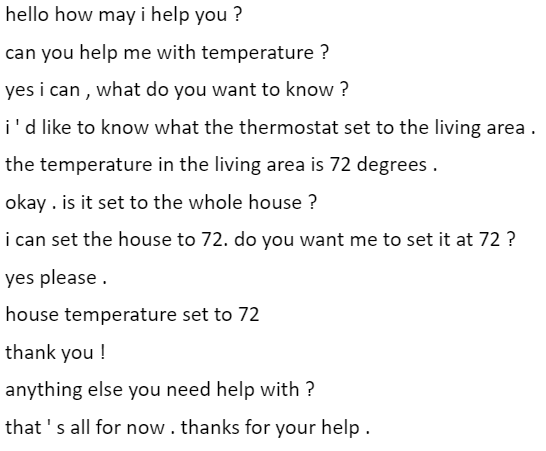 hello how may i help you ?
can you help me with temperature ?
yes i can , what do you want to know ?
i ' d like to know what the thermostat set to the living area .
the temperature in the living area is 72 degrees .
okay . is it set to the whole house ?
i can set the house to 72. do you want me to set it at 72 ?
yes please .
house temperature set to 72
thank you !
anything else you need help with ?
that ' s all for now . thanks for your help .